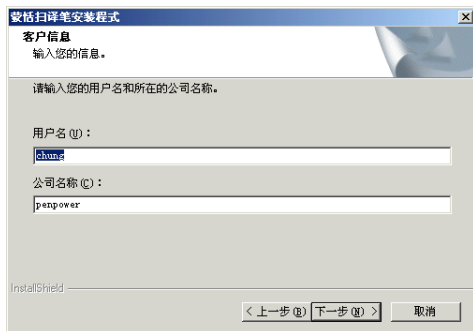 蒙恬扫译笔安装程式
客户信息
输入您的信息。
请输入您的用户名和所在的公司名称。
用户名(U)：
chung
公司名称(C)：
penpower
InstallShield
< 上一步(B) 下一步(N) > 取消